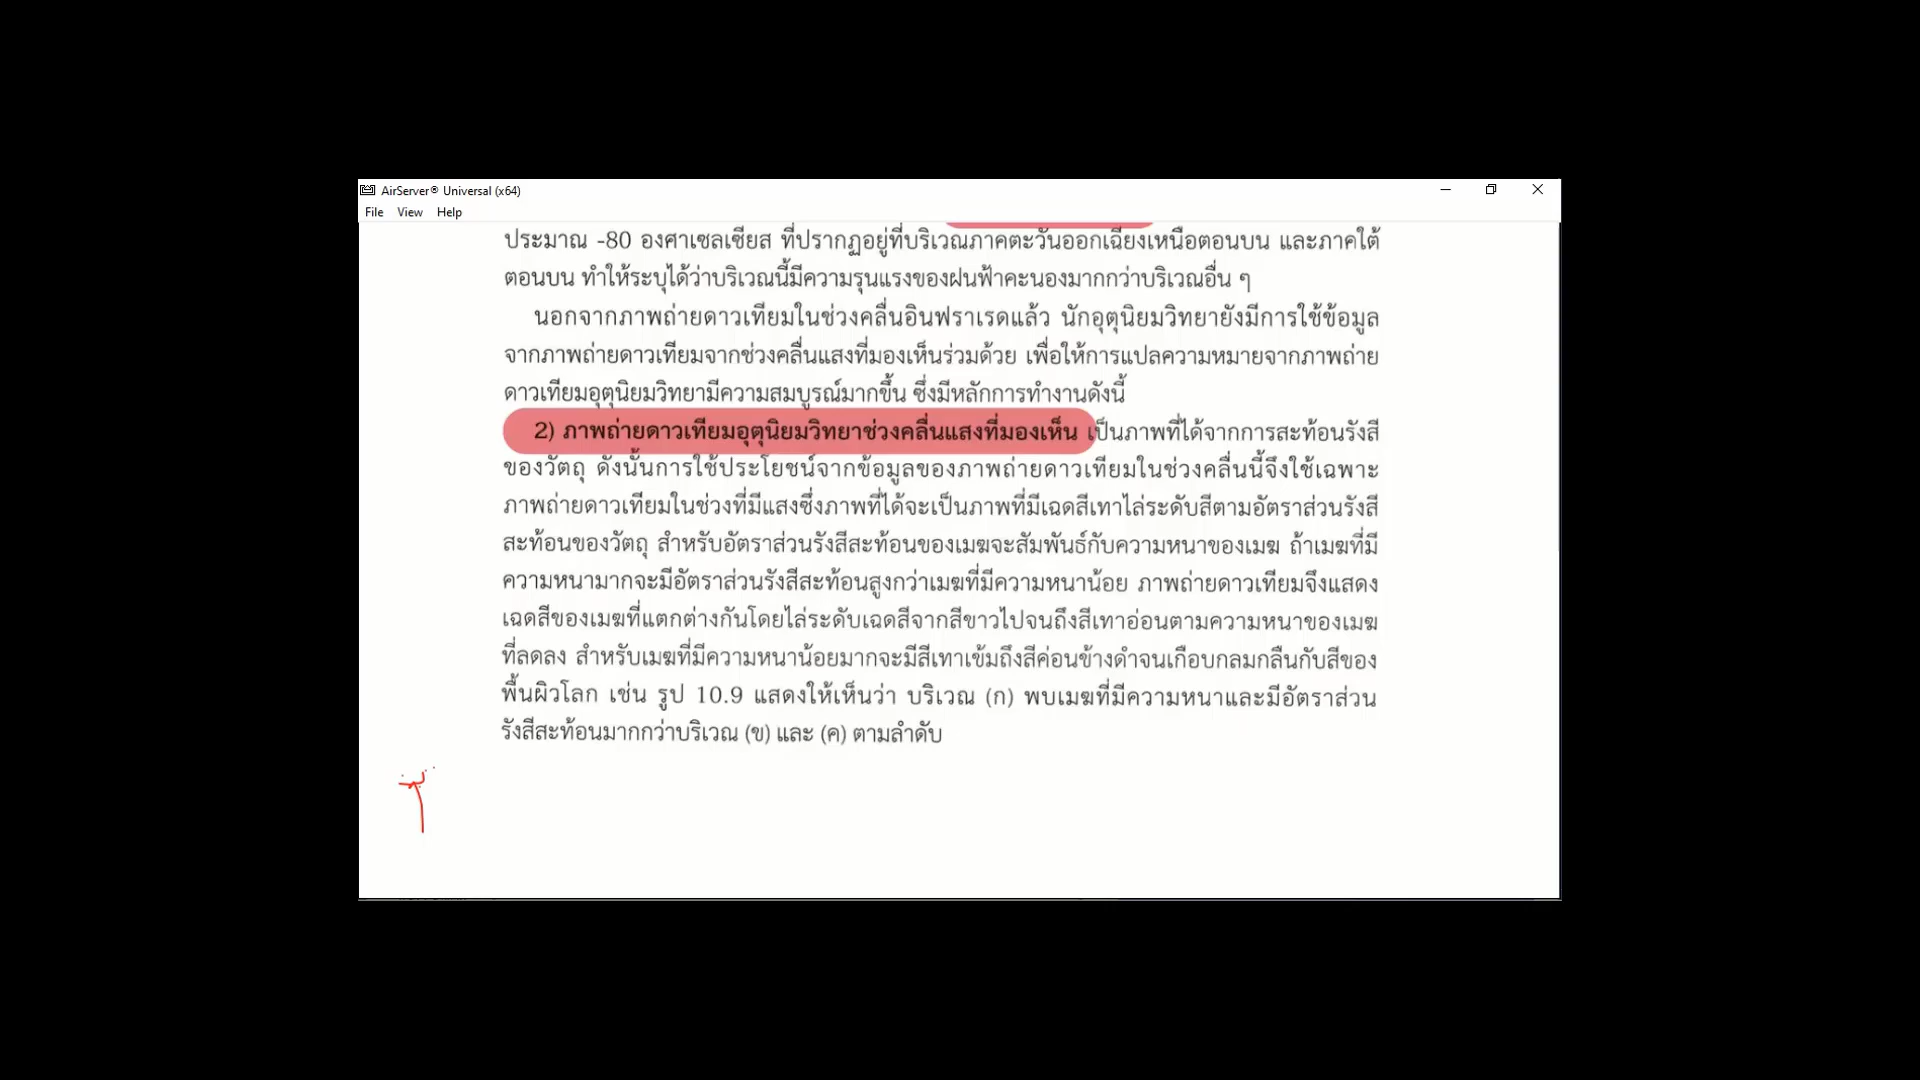 AirServer® Universal (x64)
File View Help
ประมาณ -80 องศาเซลเซียส ที่ปรากฏอยู่ที่บริเวณภาคตะวันออกเฉียงเหนือตอนบน และภาคใต้
ตอนบน ทำให้ระบุได้ว่าบริเวณนี้มีความรุนแรงของฝนฟ้าคะนองมากกว่าบริเวณอื่น ๆ
นอกจากภาพถ่ายดาวเทียมในช่วงคลื่นอินฟราเรดแล้ว นักอุตุนิยมวิทยายังมีการใช้ข้อมูล
จากภาพถ่ายดาวเทียมจากช่วงคลื่นแสงที่มองเห็นร่วมด้วย เพื่อให้การแปลความหมายจากภาพถ่าย
ดาวเทียมอุตุนิยมวิทยามีความสมบูรณ์มากขึ้น ซึ่งมีหลักการทำงานดังนี้
2) ภาพถ่ายดาวเทียมอุตุนิยมวิทยาช่วงคลื่นแสงที่มองเห็น เป็นภาพที่ได้จากการสะท้อนรังสี
ของวัตถุ ดังนั้นการใช้ประโยชน์จากข้อมูลของภาพถ่ายดาวเทียมในช่วงคลื่นนี้จึงใช้เฉพาะ
ภาพถ่ายดาวเทียมในช่วงที่มีแสงซึ่งภาพที่ได้จะเป็นภาพที่มีเฉดสีเทาไล่ระดับสีตามอัตราส่วนรังสี
สะท้อนของวัตถุ สำหรับอัตราส่วนรังสีสะท้อนของเมฆจะสัมพันธ์กับความหนาของเมฆ ถ้าเมฆที่มี
ความหนามากจะมีอัตราส่วนรังสีสะท้อนสูงกว่าเมฆที่มีความหนาน้อย ภาพถ่ายดาวเทียมจึงแสดง
เฉดสีของเมฆที่แตกต่างกันโดยไล่ระดับเฉดสีจากสีขาวไปจนถึงสีเทาอ่อนตามความหนาของเมฆ
ที่ลดลง สำหรับเมฆที่มีความหนาน้อยมากจะมีสีเทาเข้มถึงสีค่อนข้างดำจนเกือบกลมกลืนกับสีของ
พื้นผิวโลก เช่น รูป 10.9 แสดงให้เห็นว่า บริเวณ (ก) พบเมฆที่มีความหนาและมีอัตราส่วน
รังสีสะท้อนมากกว่าบริเวณ (ข) และ (ค) ตามลำดับ